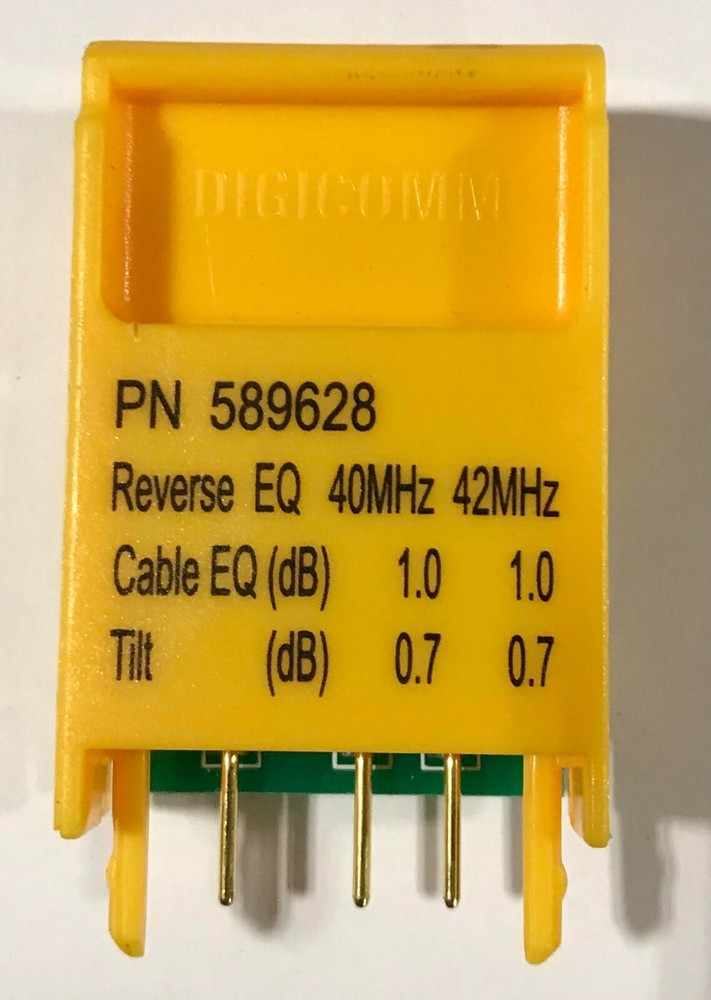 DIGICOMM
PN 589628
Reverse EQ 40MHz 42MHz
Cable EQ (dB) 1.0 1.0
Tilt (dB) 0.7 0.7